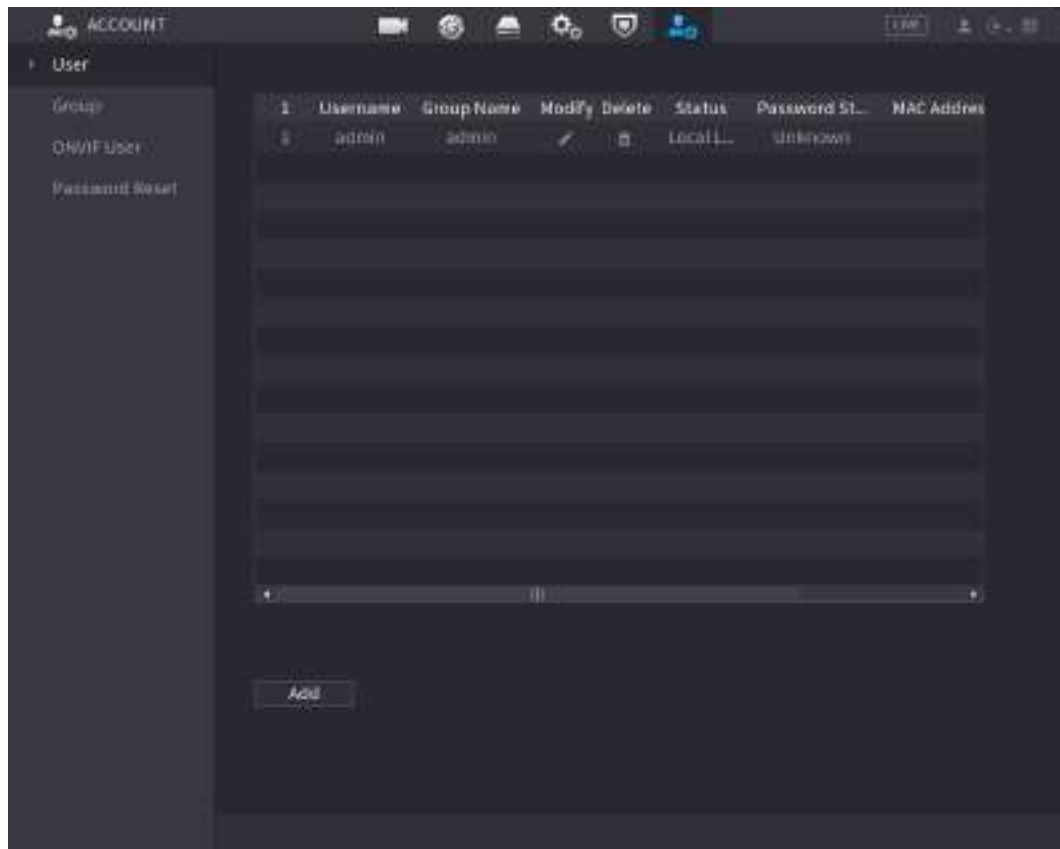 ACCOUNT LIVE
User
Group
ONVIF User
Password Reset
1 Username Group Name Modify Delete Status Password St... MAC Addres
1 admin admin Local L... Unknown
Add